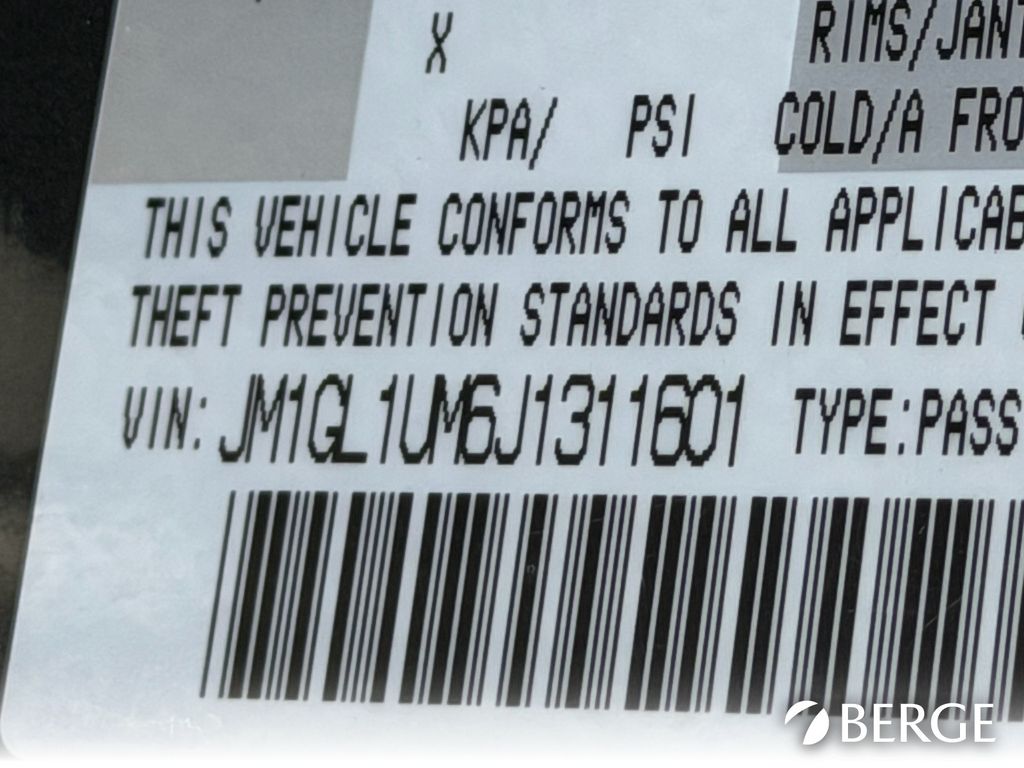 X RIMS/JANT
KPA/ PSI COLD/A FRO
THIS VEHICLE CONFORMS TO ALL APPLICAB
THEFT PREVENTION STANDARDS IN EFFECT
VIN: JM1GL1UM6J1311601 TYPE:PASS
BERGE